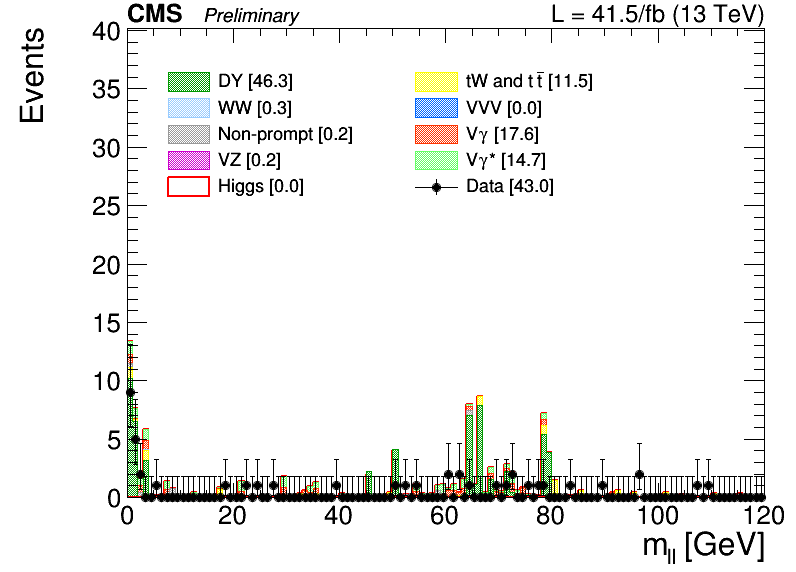 CMS Preliminary L = 41.5/fb (13 TeV)
Events
40
35
30
25
20
15
10
5
0
DY [46.3]
WW [0.3]
Non-prompt [0.2]
VZ [0.2]
Higgs [0.0]
tW and tt̄ [11.5]
VVV [0.0]
Vγ [17.6]
Vγ* [14.7]
Data [43.0]
0 20 40 60 80 100 120
m_ll [GeV]